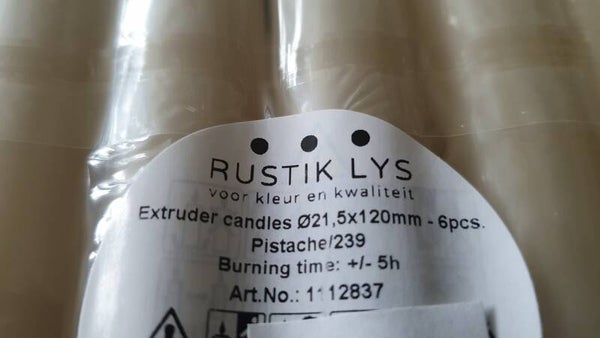 RUSTIK LYS
voor kleur en kwaliteit
Extruder candles Ø21,5x120mm - 6pcs.
Pistache/239
Burning time: +/- 5h
Art.No.: 1112837